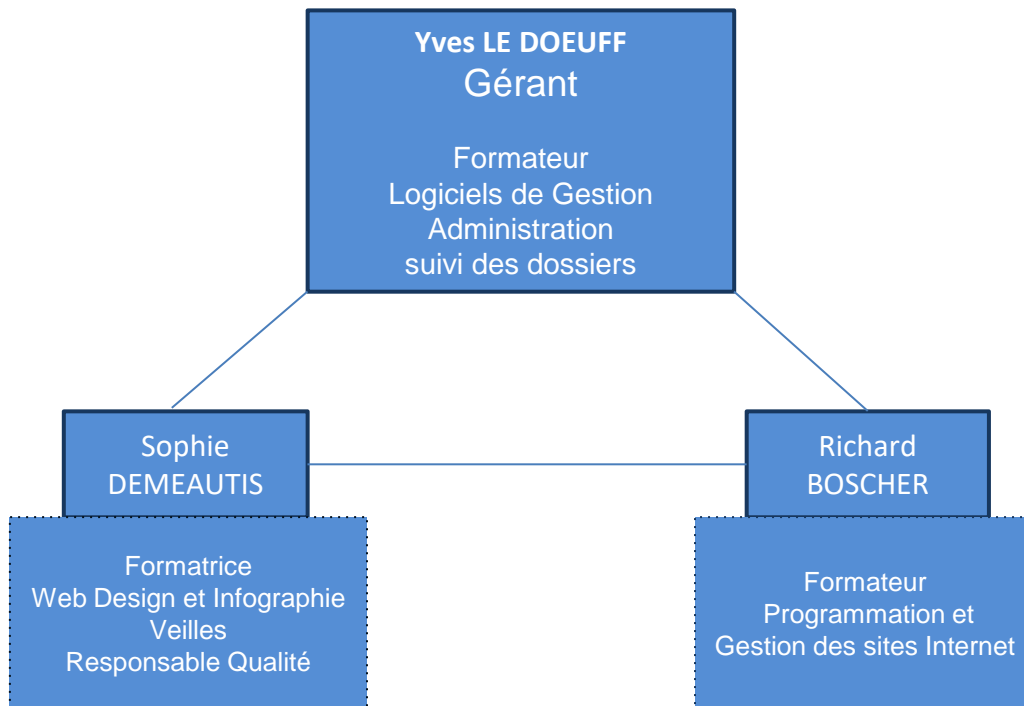 Yves LE DOEUFF
Gérant
Formateur
Logiciels de Gestion
Administration
suivi des dossiers
Sophie
DEMEAUTIS
Formatrice
Web Design et Infographie
Veilles
Responsable Qualité
Richard
BOSCHER
Formateur
Programmation et
Gestion des sites Internet